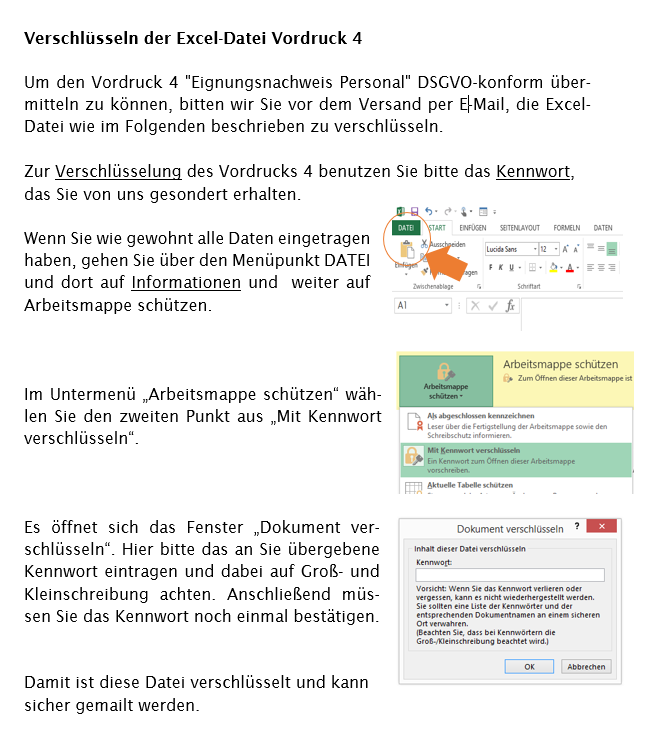 Verschlüsseln der Excel-Datei Vordruck 4
Um den Vordruck 4 "Eignungsnachweis Personal" DSGVO-konform über-
mitteln zu können, bitten wir Sie vor dem Versand per E-Mail, die Excel-
Datei wie im Folgenden beschrieben zu verschlüsseln.
Zur Verschlüsselung des Vordrucks 4 benutzen Sie bitte das Kennwort,
das Sie von uns gesondert erhalten.
Wenn Sie wie gewohnt alle Daten eingetragen
haben, gehen Sie über den Menüpunkt DATEI
und dort auf Informationen und weiter auf
Arbeitsmappe schützen.
DATEI START EINFÜGEN SEITENLAYOUT FORMELN DATEN
Ausschneiden
Lucida Sans 12 A A
Einfügen
F K U
Zwischenablage Schriftart
A1 fx
Im Untermenü „Arbeitsmappe schützen“ wäh-
len Sie den zweiten Punkt aus „Mit Kennwort
verschlüsseln“.
Arbeitsmappe
schützen
Arbeitsmappe schützen
Zum Öffnen dieser Arbeitsmappe ist
Als abgeschlossen kennzeichnen
Leser über die Fertigstellung der Arbeitsmappe sowie den
Schreibschutz informieren.
Mit Kennwort verschlüsseln
Ein Kennwort zum Öffnen dieser Arbeitsmappe
vorschreiben.
Aktuelle Tabelle schützen
Es öffnet sich das Fenster „Dokument ver-
schlüsseln“. Hier bitte das an Sie übergebene
Kennwort eintragen und dabei auf Groß- und
Kleinschreibung achten. Anschließend müs-
sen Sie das Kennwort noch einmal bestätigen.
Dokument verschlüsseln ? ×
Inhalt dieser Datei verschlüsseln
Kennwort:
Vorsicht: Wenn Sie das Kennwort verlieren oder
vergessen, kann es nicht wiederhergestellt werden.
Sie sollten eine Liste der Kennwörter und der
entsprechenden Dokumentnamen an einem sicheren
Ort verwahren.
(Beachten Sie, dass bei Kennwörtern die
Groß-/Kleinschreibung beachtet wird.)
OK Abbrechen
Damit ist diese Datei verschlüsselt und kann
sicher gemailt werden.